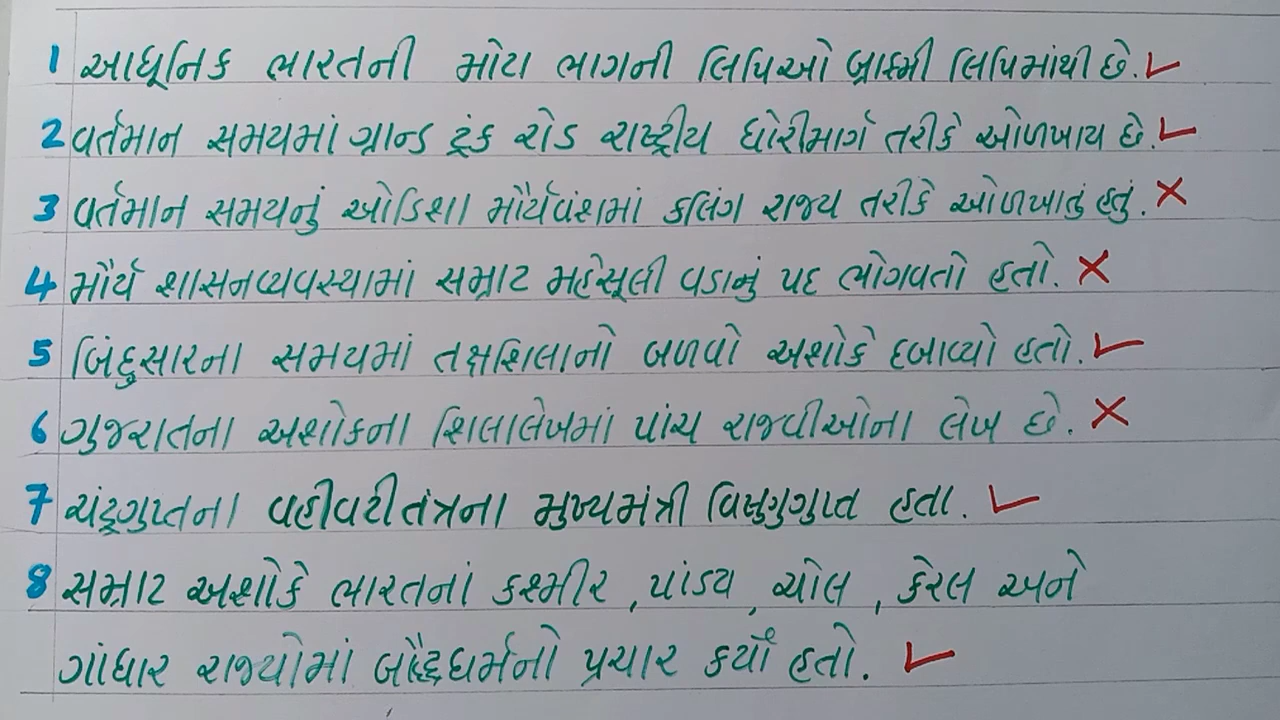 1 આધૂનિક ભારતની મોટા ભાગની લિપિઓ બ્રાહ્મી લિપિમાંથી છે. ✓
2 વર્તમાન સમયમાં ગ્રાન્ડ ટ્રંક રોડ રાષ્ટ્રીય ધોરીમાર્ગ તરીકે ઓળખાય છે. ✓
3 વર્તમાન સમયનું ઓડિશા મૌર્યવંશમાં કલિંગ રાજ્ય તરીકે ઓળખાતું હતું. ✗
4 મૌર્ય શાસનવ્યવસ્થામાં સમ્રાટ મહેસૂલી વડાનું પદ ભોગવતો હતો. ✗
5 બિંદુસારના સમયમાં તક્ષશિલાનો બળવો અશોકે દબાવ્યો હતો. ✓
6 ગુજરાતના અશોકના શિલાલેખમાં પાંચ રાજવીઓના લેખ છે. ✗
7 ચંદ્રગુપ્તના વહીવટીતંત્રના મુખ્યમંત્રી વિષ્ણુગુપ્ત હતા. ✓
8 સમ્રાટ અશોકે ભારતનાં કશ્મીર, પાંડય, ચોલ, કેરલ અને
ગાંધાર રાજ્યોમાં બૌદ્ધધર્મનો પ્રચાર કર્યો હતો. ✓